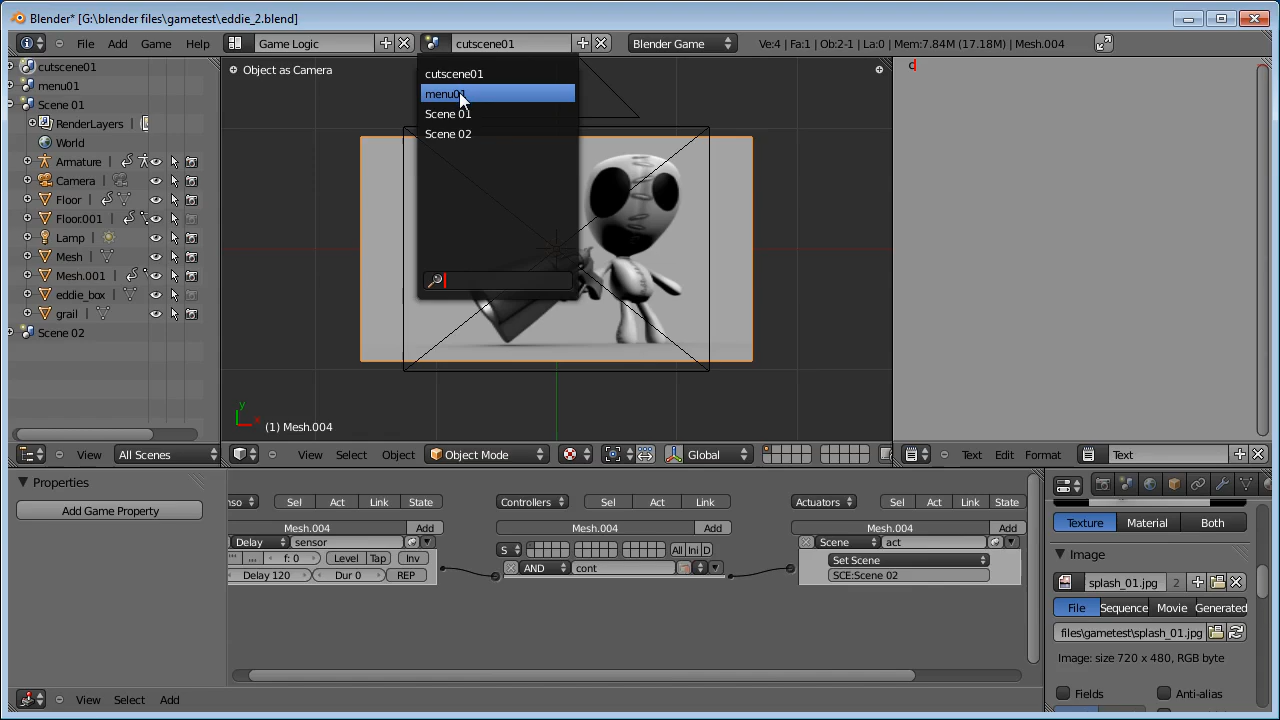 Blender* [G:\blender files\gametest\eddie_2.blend]
File Add Game Help Game Logic cutscene01 Blender Game Ve:4 | Fa:1 | Ob:2-1 | La:0 | Mem:7.84M (17.18M) | Mesh.004
cutscene01
menu01
Scene 01
RenderLayers
World
Armature
Camera
Floor
Floor.001
Lamp
Mesh
Mesh.001
eddie_box
grail
Scene 02
Object as Camera
cutscene01
menu01
Scene 01
Scene 02
y
x
(1) Mesh.004
c
View All Scenes
View Select Object Object Mode Global
Text Edit Format Text
Properties
Add Game Property
Sel Act Link State
Mesh.004 Add
Delay sensor
f: 0 Level Tap Inv
Delay 120 Dur 0 REP
Controllers Sel Act Link
Mesh.004 Add
S All Ini D
AND cont
Actuators Sel Act Link State
Mesh.004 Add
Scene act
Set Scene
SCE:Scene 02
Texture Material Both
Image
splash_01.jpg 2
File Sequence Movie Generated
files\gametest\splash_01.jpg
Image: size 720 x 480, RGB byte
Fields Anti-alias
View Select Add